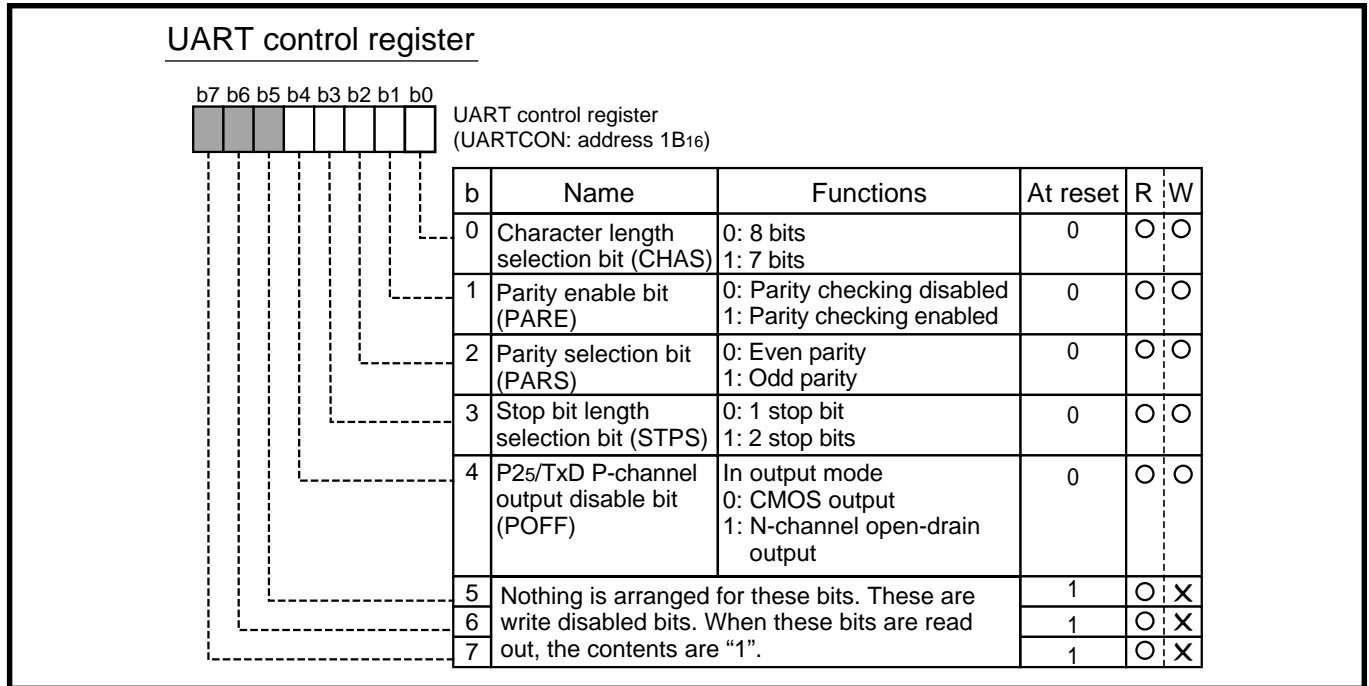 UART control register
b7 b6 b5 b4 b3 b2 b1 b0
UART control register
(UARTCON: address 1B16)
b Name Functions At reset R W
0 Character length selection bit (CHAS) 0: 8 bits 1: 7 bits 0 O O
1 Parity enable bit (PARE) 0: Parity checking disabled 1: Parity checking enabled 0 O O
2 Parity selection bit (PARS) 0: Even parity 1: Odd parity 0 O O
3 Stop bit length selection bit (STPS) 0: 1 stop bit 1: 2 stop bits 0 O O
4 P25/TxD P-channel output disable bit (POFF) In output mode 0: CMOS output 1: N-channel open-drain output 0 O O
5 Nothing is arranged for these bits. These are 1 O X
6 write disabled bits. When these bits are read 1 O X
7 out, the contents are “1”. 1 O X